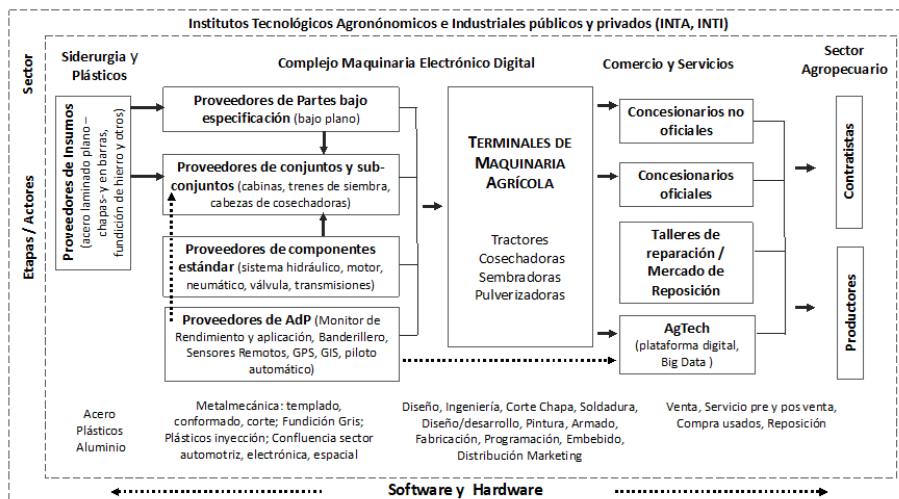 Institutos Tecnológicos Agronónomicos e Industriales públicos y privados (INTA, INTI)
Sector
Siderurgia y
Plásticos
Complejo Maquinaria Electrónico Digital
Comercio y Servicios
Sector
Agropecuario
Etapas / Actores
Proveedores de Insumos
(acero laminado plano –
chapas-y en barras,
fundición de hierro y otros)
Proveedores de Partes bajo
especificación (bajo plano)
Proveedores de conjuntos y sub-
conjuntos (cabinas, trenes de siembra,
cabezas de cosechadoras)
Proveedores de componentes
estándar (sistema hidráulico, motor,
neumático, válvula, transmisiones)
Proveedores de AdP (Monitor de
Rendimiento y aplicación, Banderillero,
Sensores Remotos, GPS, GIS, piloto
automático)
TERMINALES DE
MAQUINARIA
AGRÍCOLA
Tractores
Cosechadoras
Sembradoras
Pulverizadoras
Concesionarios no
oficiales
Concesionarios
oficiales
Talleres de
reparación /
Mercado de
Reposición
AgTech
(plataforma digital,
Big Data )
Contratistas
Productores
Acero
Plásticos
Aluminio
Metalmecánica: templado,
conformado, corte; Fundición Gris;
Plásticos inyección; Confluencia sector
automotriz, electrónica, espacial
Diseño, Ingeniería, Corte Chapa, Soldadura,
Diseño/desarrollo, Pintura, Armado,
Fabricación, Programación, Embebido,
Distribución Marketing
Venta, Servicio pre y pos venta,
Compra usados, Reposición
Software y Hardware